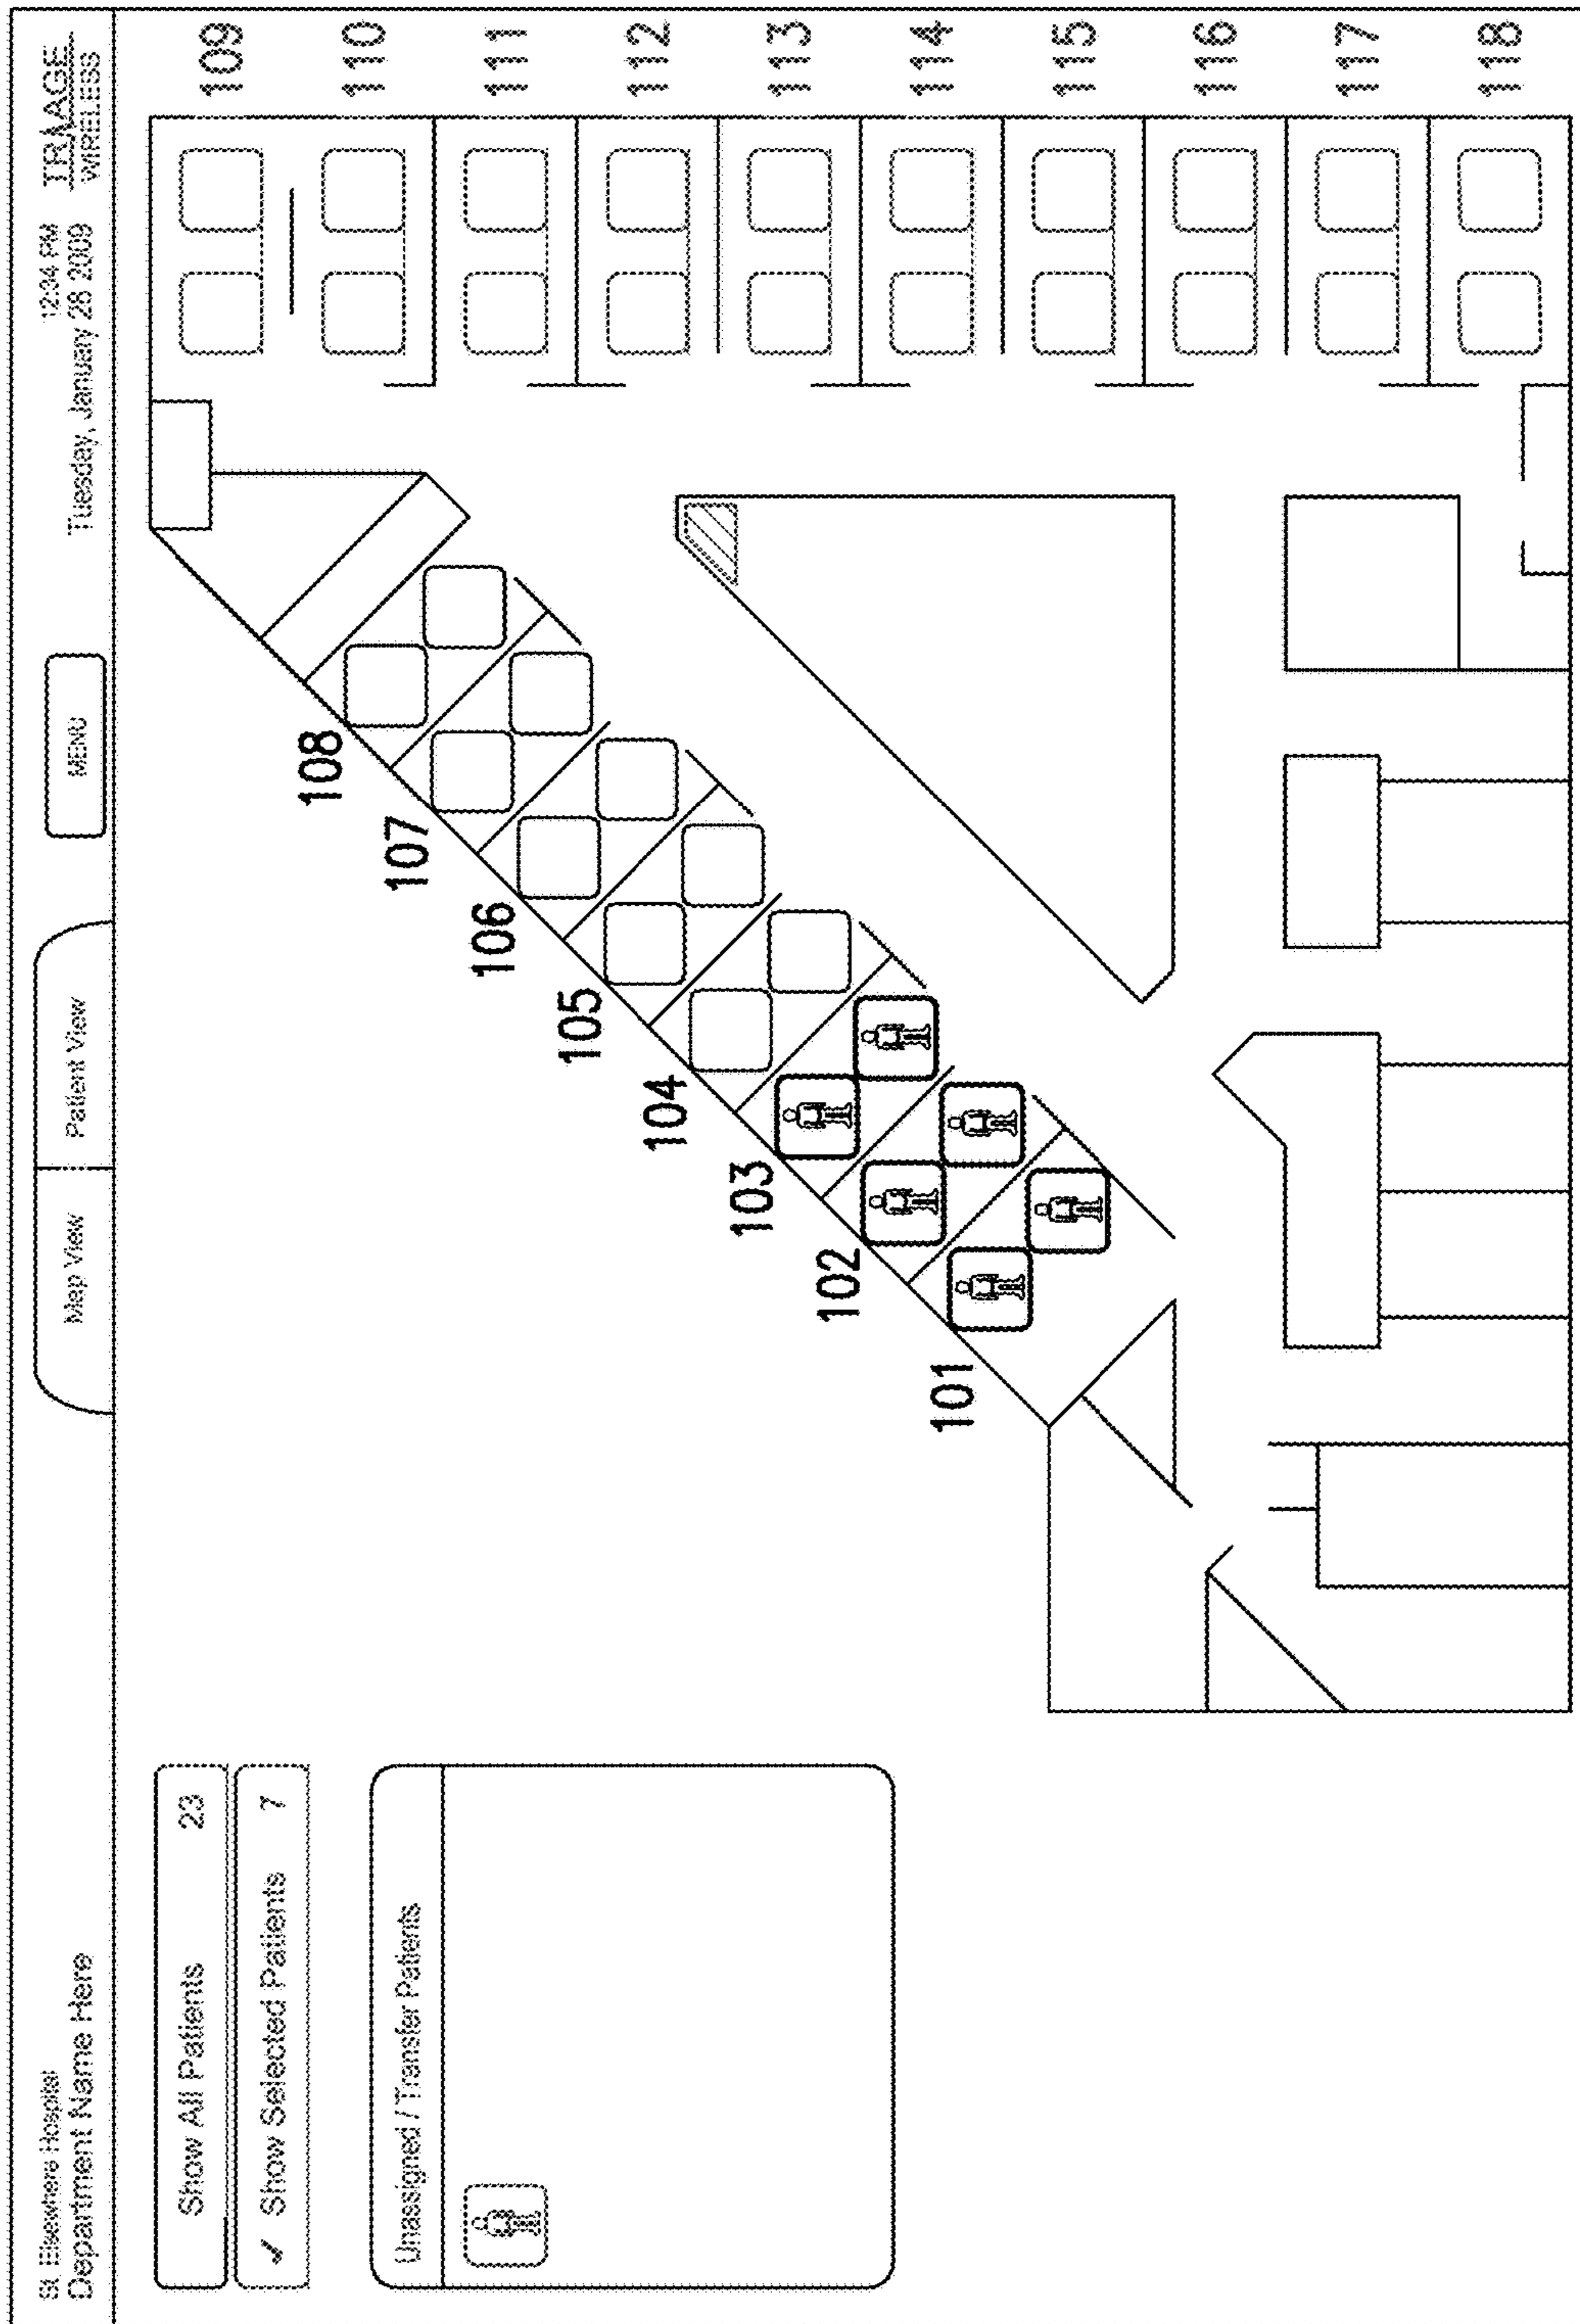 St. Elsewhere Hospital
Department Name Here
Map View
Patient View
MENU
12:34 PM
Tuesday, January 28 2009
TRIAGE
WIRELESS
Show All Patients 23
✓ Show Selected Patients 7
Unassigned / Transfer Patients
101
102
103
104
105
106
107
108
109
110
111
112
113
114
115
116
117
118